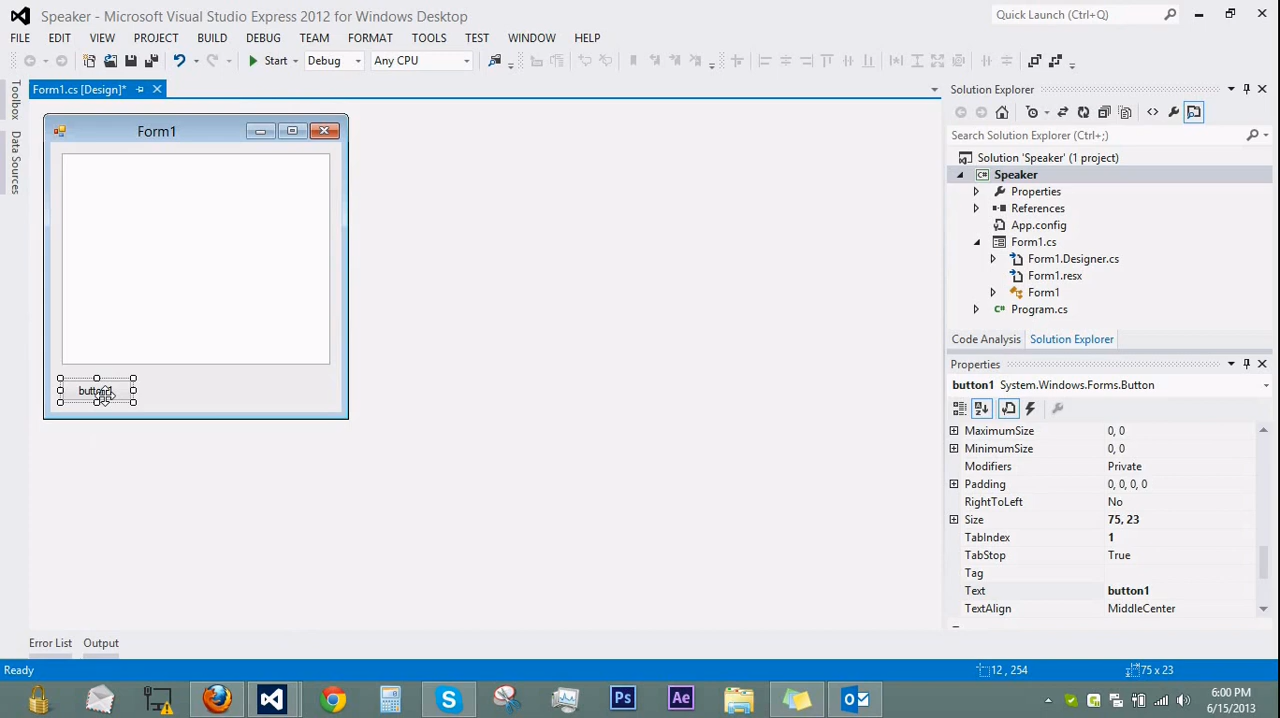 Speaker - Microsoft Visual Studio Express 2012 for Windows Desktop
Quick Launch (Ctrl+Q)
FILE EDIT VIEW PROJECT BUILD DEBUG TEAM FORMAT TOOLS TEST WINDOW HELP
Start Debug Any CPU
Toolbox
Data Sources
Form1.cs [Design]*
Form1
button1
Solution Explorer
Search Solution Explorer (Ctrl+;)
Solution 'Speaker' (1 project)
C# Speaker
Properties
References
App.config
Form1.cs
Form1.Designer.cs
Form1.resx
Form1
Program.cs
Code Analysis Solution Explorer
Properties
button1 System.Windows.Forms.Button
MaximumSize 0, 0
MinimumSize 0, 0
Modifiers Private
Padding 0, 0, 0, 0
RightToLeft No
Size 75, 23
TabIndex 1
TabStop True
Tag
Text button1
TextAlign MiddleCenter
Error List Output
Ready 12 , 254 75 x 23
S Ps Ae
6:00 PM
6/15/2013